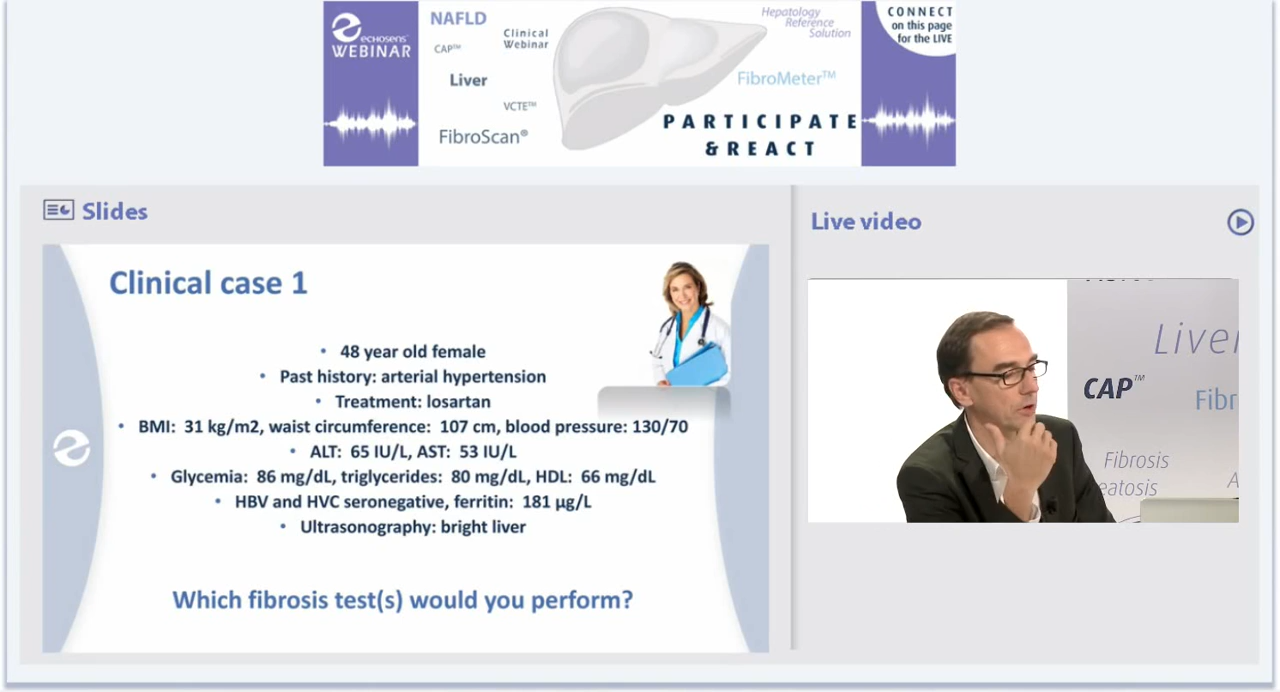 echosens
WEBINAR
NAFLD
CAP™
Clinical
Webinar
Liver
VCTE™
FibroScan®
Hepatology
Reference
Solution
FibroMeter™
PARTICIPATE
& REACT
CONNECT
on this page
for the LIVE
Slides
Clinical case 1
• 48 year old female
• Past history: arterial hypertension
• Treatment: losartan
• BMI: 31 kg/m2, waist circumference: 107 cm, blood pressure: 130/70
• ALT: 65 IU/L, AST: 53 IU/L
• Glycemia: 86 mg/dL, triglycerides: 80 mg/dL, HDL: 66 mg/dL
• HBV and HVC seronegative, ferritin: 181 µg/L
• Ultrasonography: bright liver
Which fibrosis test(s) would you perform?
Live video
Liver
CAP™
Fibr
Fibrosis
eatosis
A